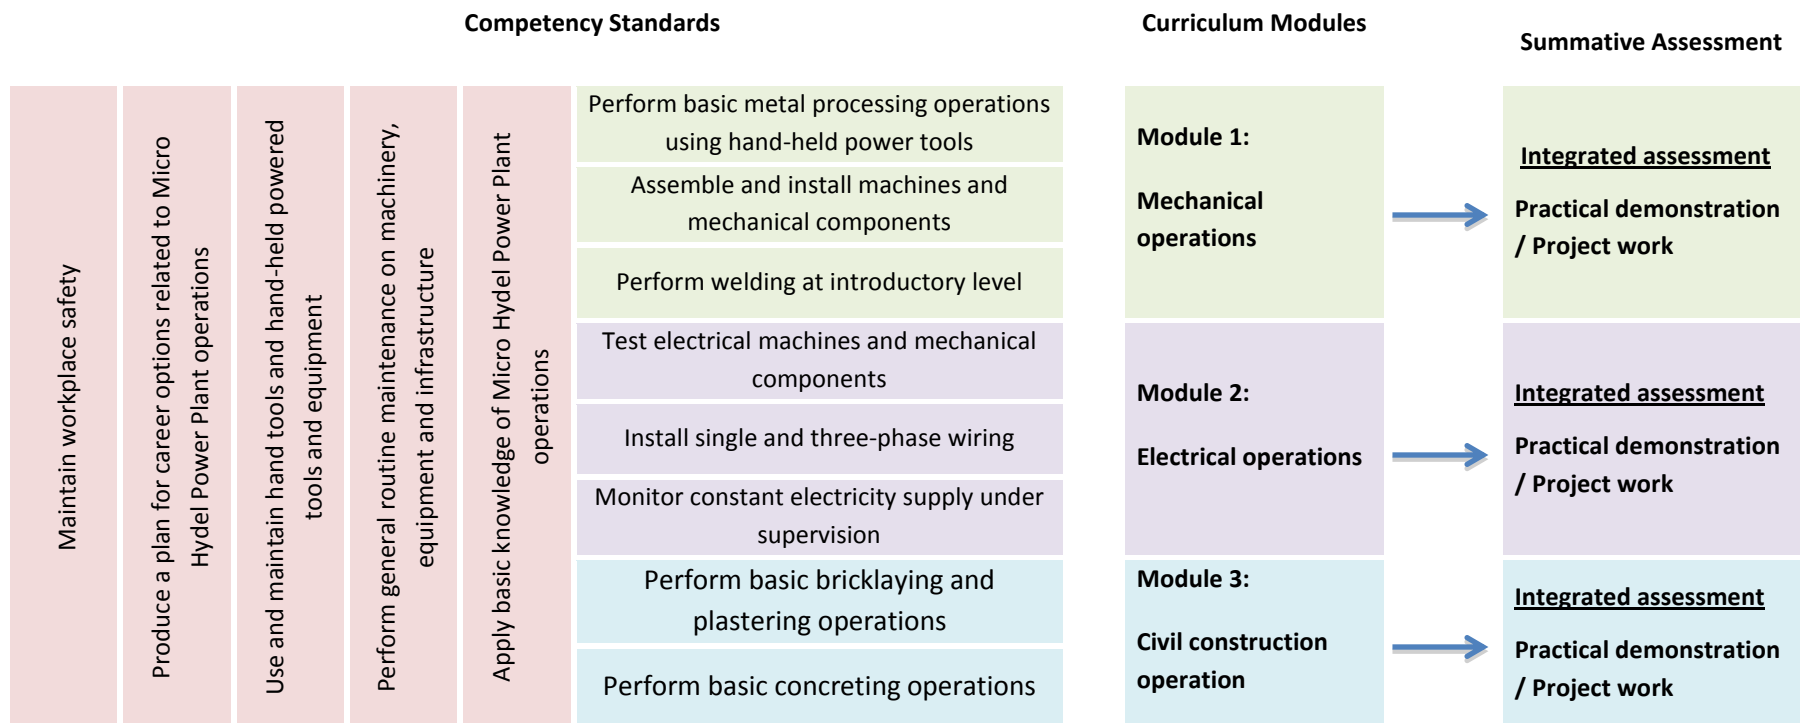 Competency Standards
Curriculum Modules
Summative Assessment
Maintain workplace safety
Produce a plan for career options related to Micro
Hydel Power Plant operations
Use and maintain hand tools and hand-held powered
tools and equipment
Perform general routine maintenance on machinery,
equipment and infrastructure
Apply basic knowledge of Micro Hydel Power Plant
operations
Perform basic metal processing operations
using hand-held power tools
Assemble and install machines and
mechanical components
Perform welding at introductory level
Test electrical machines and mechanical
components
Install single and three-phase wiring
Monitor constant electricity supply under
supervision
Perform basic bricklaying and
plastering operations
Perform basic concreting operations
Module 1:
Mechanical
operations
Integrated assessment
Practical demonstration
/ Project work
Module 2:
Electrical operations
Integrated assessment
Practical demonstration
/ Project work
Module 3:
Civil construction
operation
Integrated assessment
Practical demonstration
/ Project work